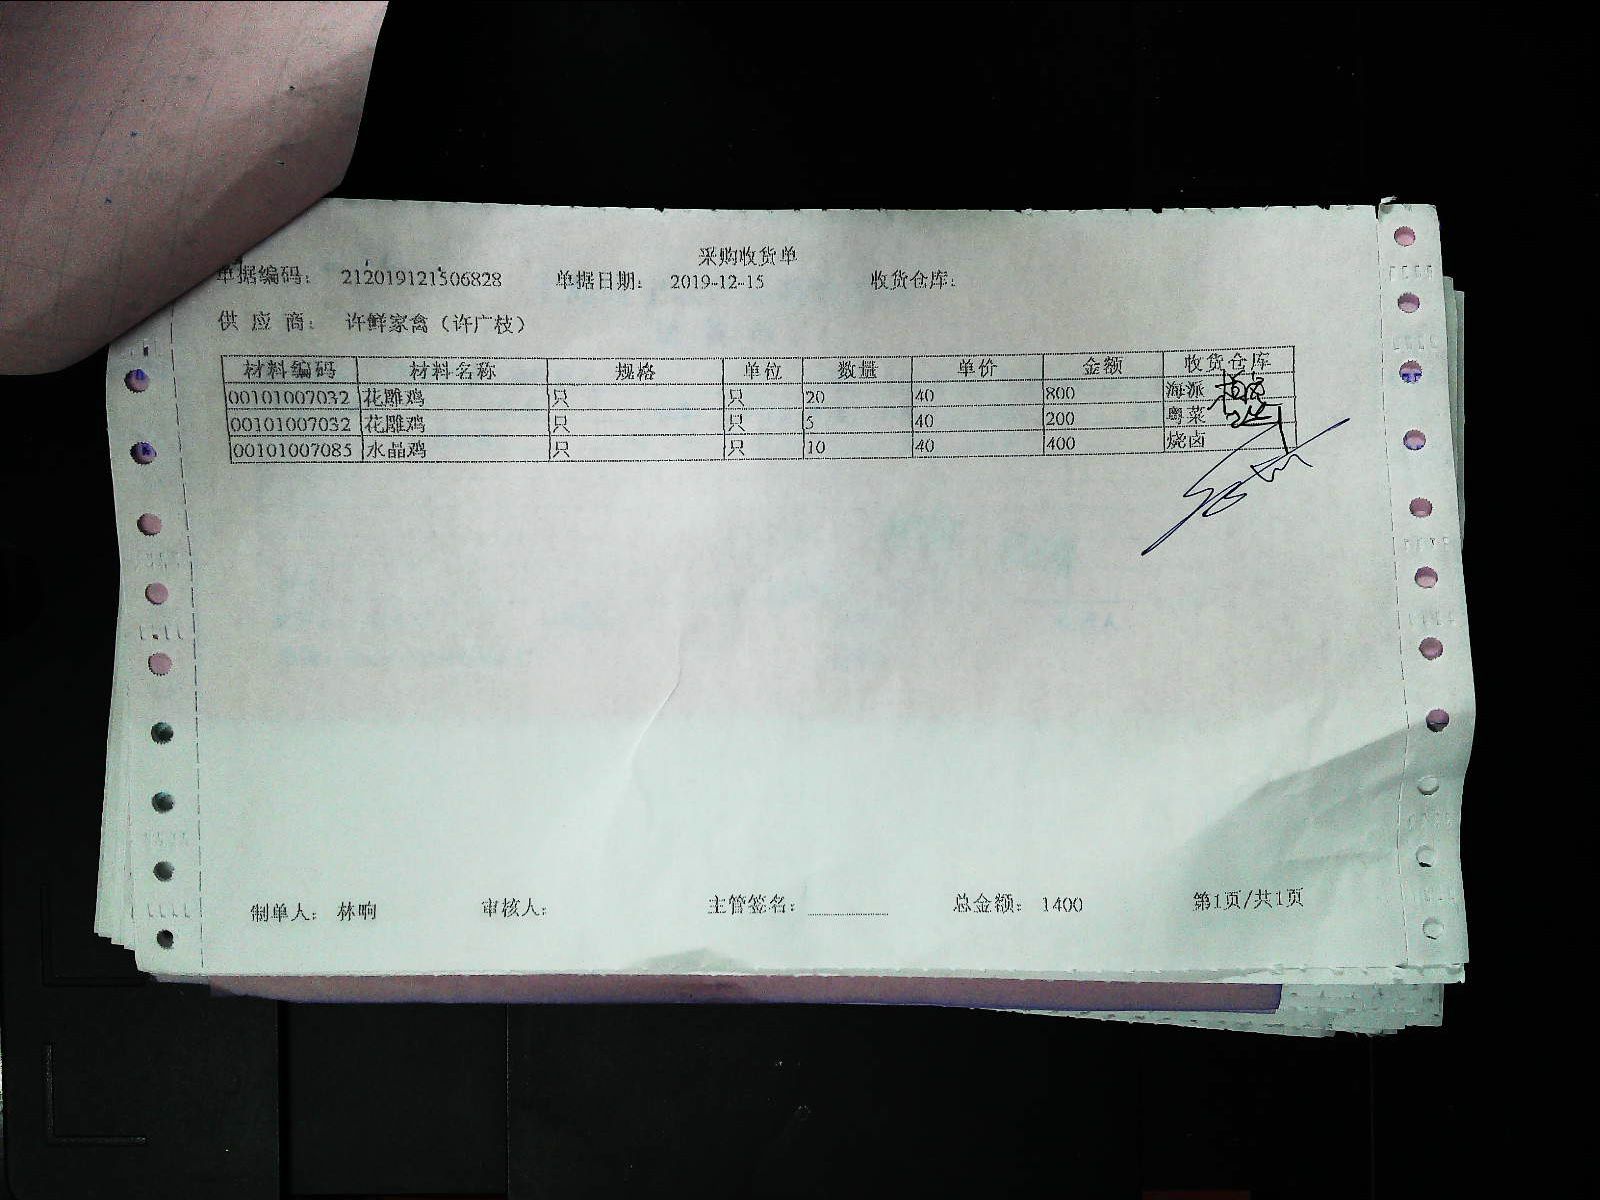 采购收货单
单据编码： 212019121506828 单据日期： 2019-12-15 收货仓库：
供应商： 许鲜家禽（许广枝）
材料编码 材料名称 规格 单位 数量 单价 金额 收货仓库
00101007032 花雕鸡 只 只 20 40 800 海派
00101007032 花雕鸡 只 只 5 40 200 粤菜
00101007085 水晶鸡 只 只 10 40 400 烧卤
制单人： 林晌 审核人： 主管签名： 总金额： 1400 第1页/共1页